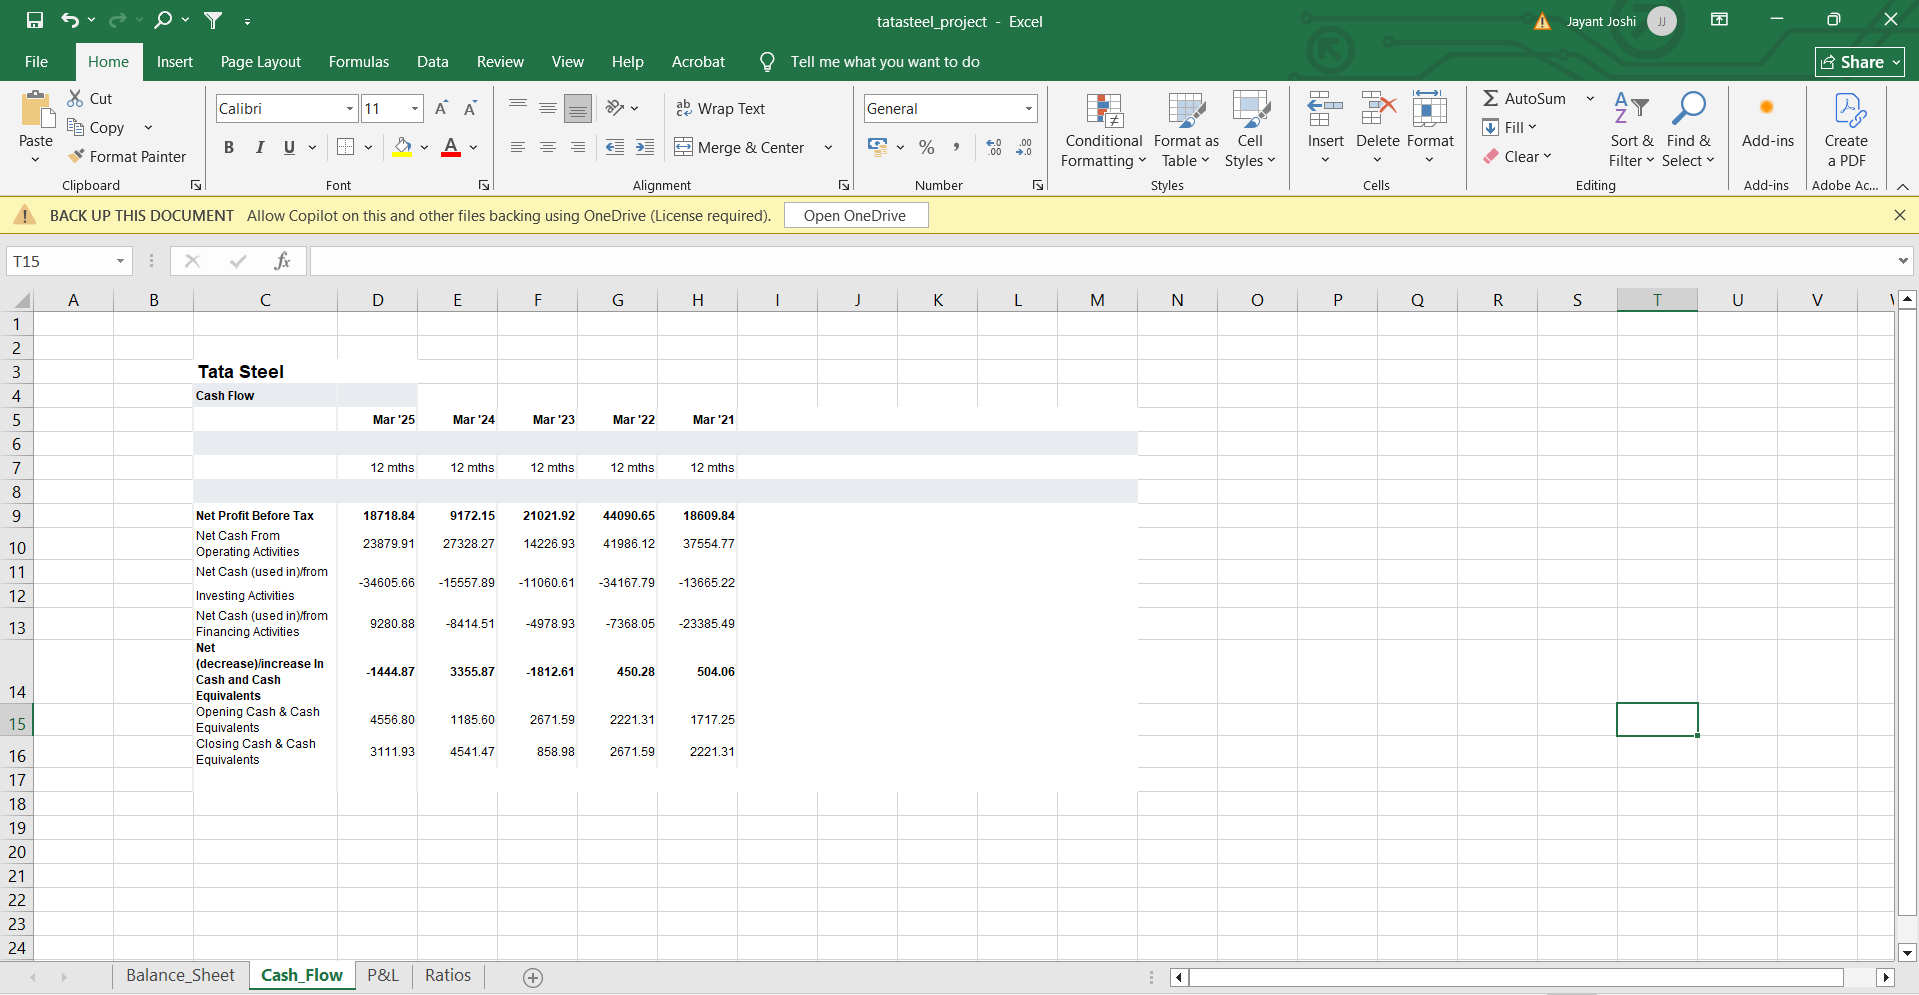 tatasteel_project - Excel
Jayant Joshi JJ
File Home Insert Page Layout Formulas Data Review View Help Acrobat Tell me what you want to do Share
Paste
Cut
Copy
Format Painter
Clipboard
Calibri 11 A A
B I U A
Font
ab Wrap Text
Merge & Center
Alignment
General
% ,
Number
Conditional Formatting
Format as Table
Cell Styles
Styles
Insert Delete Format
Cells
AutoSum
Fill
Clear
Sort & Filter
Find & Select
Editing
Add-ins
Add-ins
Create a PDF
Adobe Ac...
BACK UP THIS DOCUMENT Allow Copilot on this and other files backing using OneDrive (License required). Open OneDrive
T15 fx
A B C D E F G H I J K L M N O P Q R S T U V
1
2
3 Tata Steel
4 Cash Flow
5 Mar '25 Mar '24 Mar '23 Mar '22 Mar '21
6
7 12 mths 12 mths 12 mths 12 mths 12 mths
8
9 Net Profit Before Tax 18718.84 9172.15 21021.92 44090.65 18609.84
10 Net Cash From
Operating Activities 23879.91 27328.27 14226.93 41986.12 37554.77
11 Net Cash (used in)/from
12 Investing Activities -34605.66 -15557.89 -11060.61 -34167.79 -13665.22
13 Net Cash (used in)/from
Financing Activities 9280.88 -8414.51 -4978.93 -7368.05 -23385.49
14 Net
(decrease)/increase In
Cash and Cash
Equivalents -1444.87 3355.87 -1812.61 450.28 504.06
15 Opening Cash & Cash
Equivalents 4556.80 1185.60 2671.59 2221.31 1717.25
16 Closing Cash & Cash
Equivalents 3111.93 4541.47 858.98 2671.59 2221.31
17
18
19
20
21
22
23
24
Balance_Sheet Cash_Flow P&L Ratios